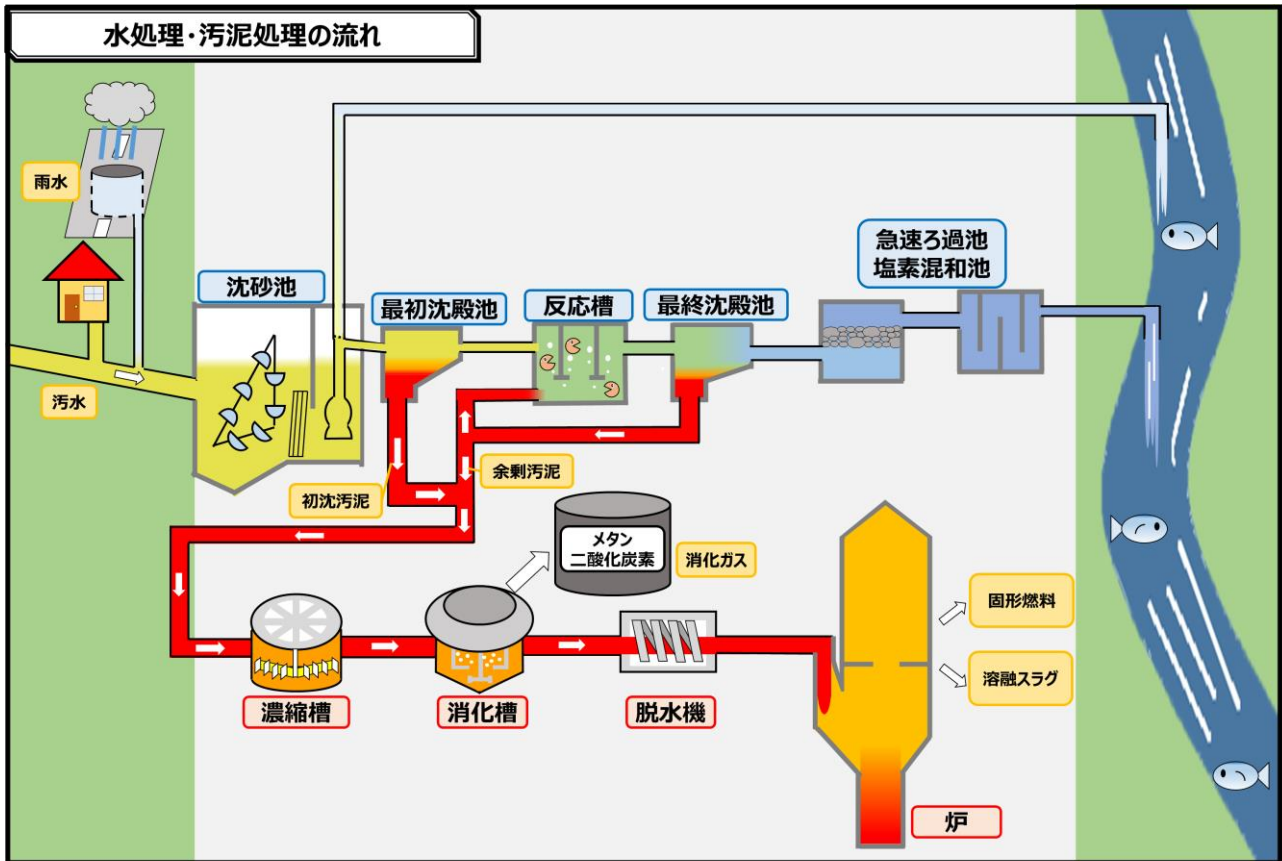 水処理・汚泥処理の流れ
雨水
汚水
沈砂池
最初沈殿池
反応槽
最終沈殿池
急速ろ過池
塩素混和池
初沈汚泥
余剰汚泥
メタン
二酸化炭素
消化ガス
濃縮槽
消化槽
脱水機
固形燃料
溶融スラグ
炉